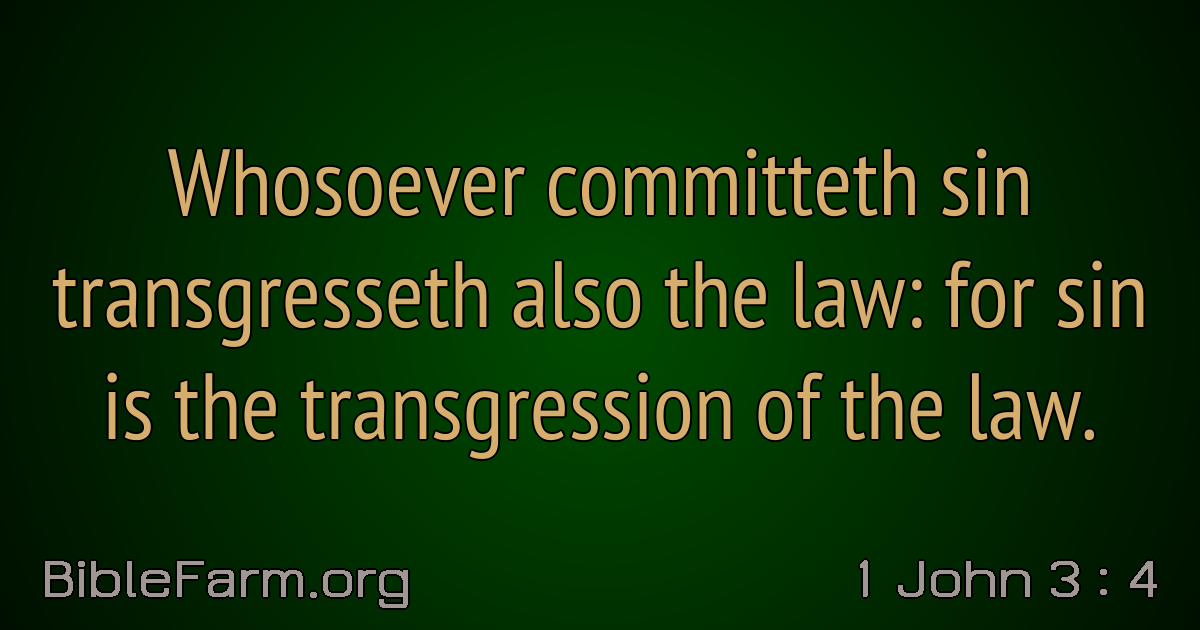 Whosoever committeth sin
transgresseth also the law: for sin
is the transgression of the law.
BibleFarm.org
1 John 3 : 4